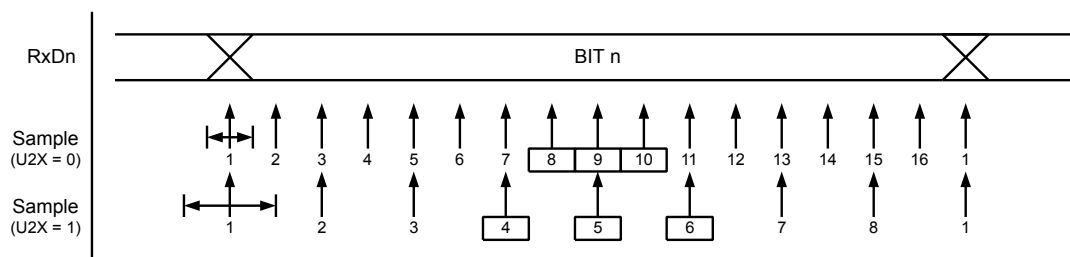 RxDn BIT n
Sample
(U2X = 0)
1 2 3 4 5 6 7 8 9 10 11 12 13 14 15 16 1
Sample
(U2X = 1)
1 2 3 4 5 6 7 8 1